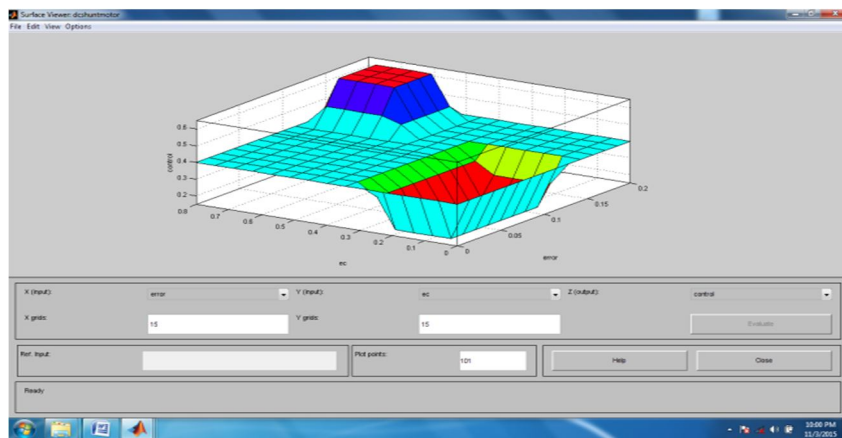 Surface Viewer: dcshuntmotor
File Edit View Options
0.6
0.5
0.4
0.3
0.2
control
0.8
0.7
0.6
0.5
0.4
0.3
0.2
0.1
0
ec
0
0.05
0.1
0.15
0.2
error
X (input): error Y (input): ec Z (output): control
X grids: 15 Y grids: 15 Evaluate
Ref. Input: Plot points: 101 Help Close
Ready
10:00 PM
11/3/2015